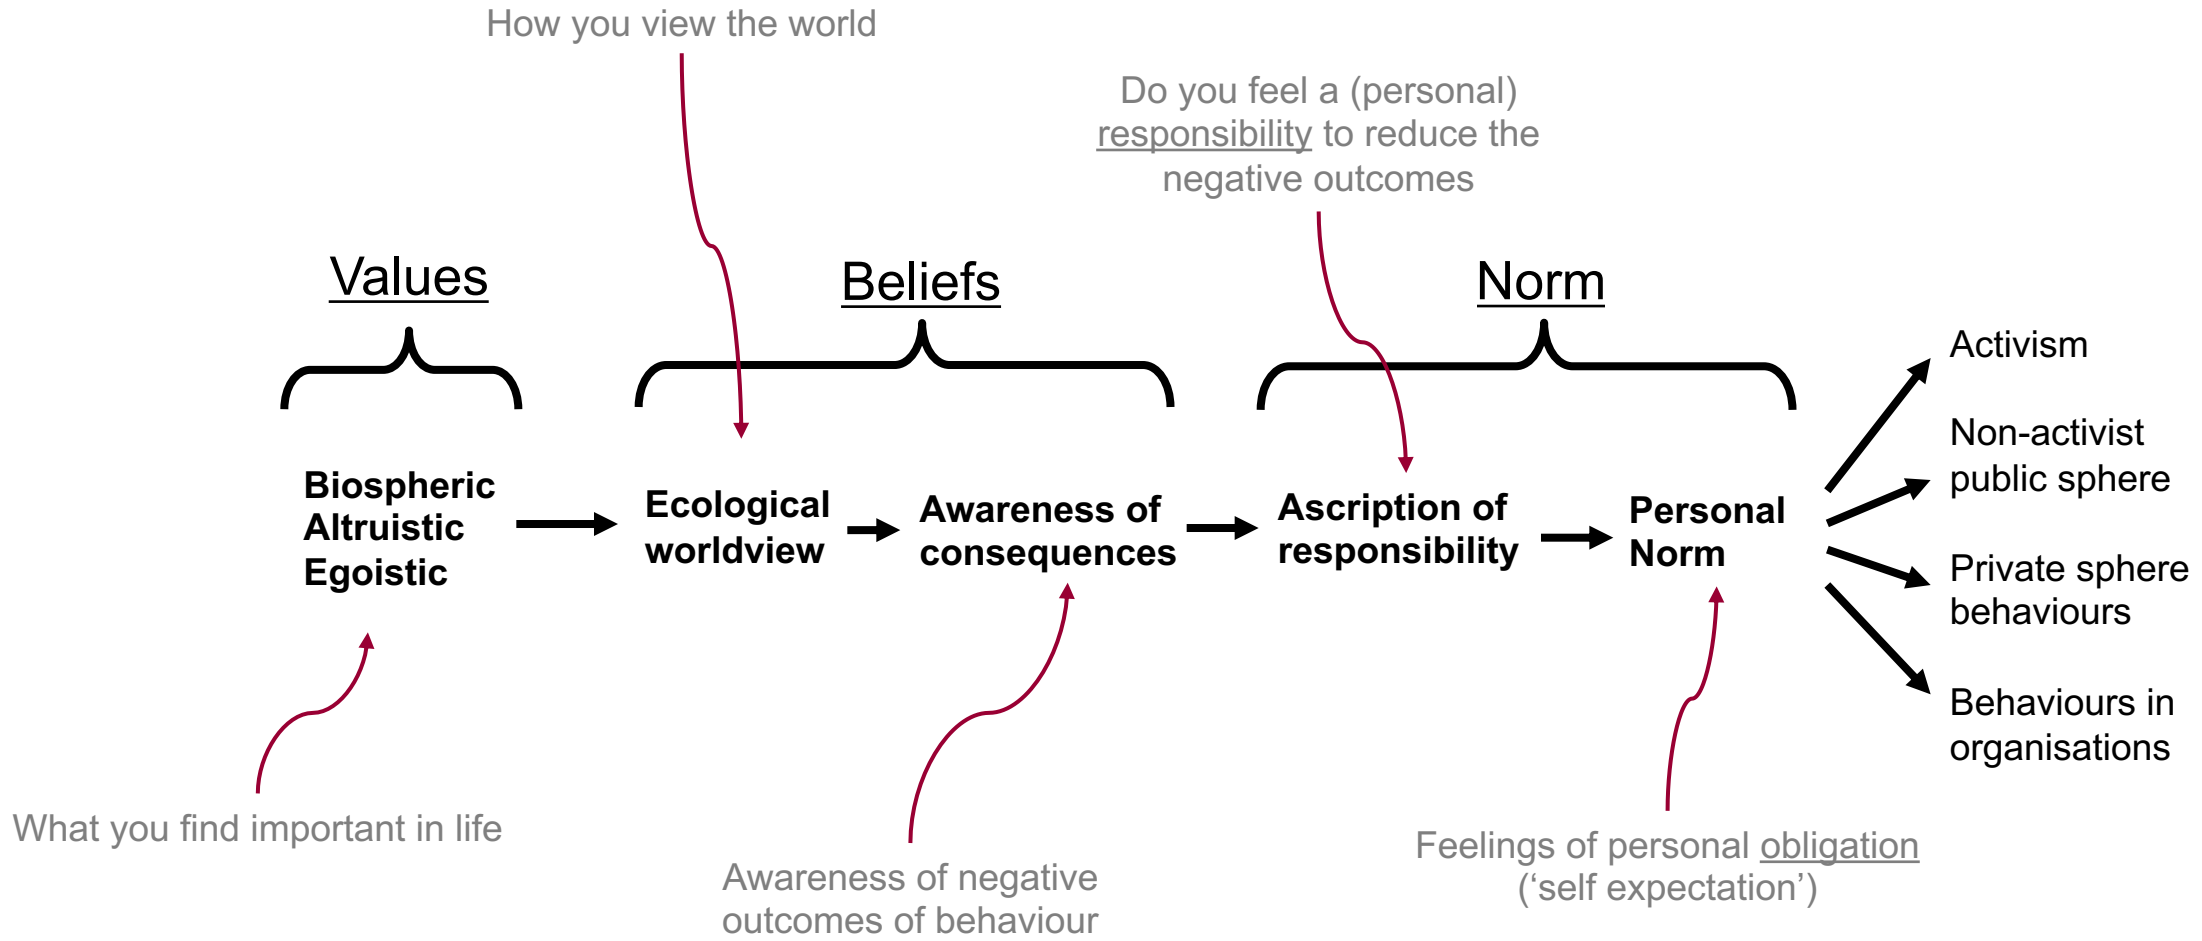 How you view the world
Do you feel a (personal)
responsibility to reduce the
negative outcomes
Values
Beliefs
Norm
Biospheric
Altruistic
Egoistic
Ecological
worldview
Awareness of
consequences
Ascription of
responsibility
Personal
Norm
Activism
Non-activist
public sphere
Private sphere
behaviours
Behaviours in
organisations
What you find important in life
Awareness of negative
outcomes of behaviour
Feelings of personal obligation
(‘self expectation’)